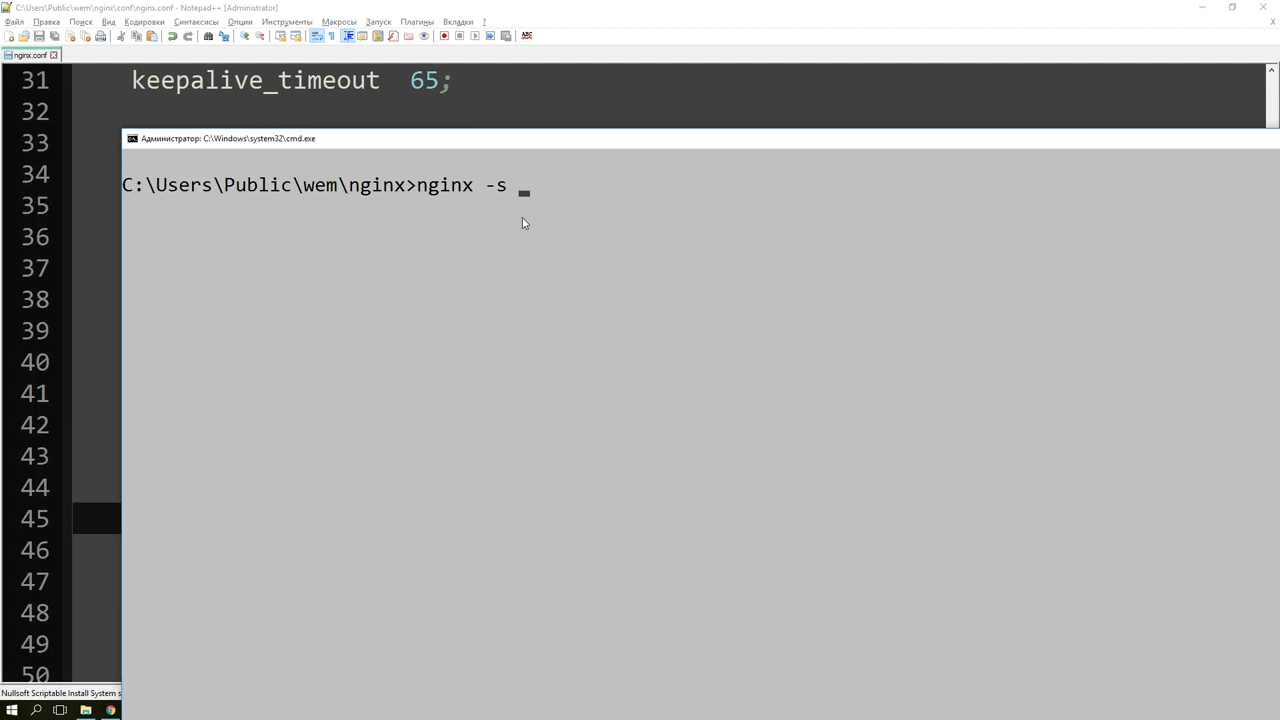 C:\Users\Public\wem\nginx\conf\nginx.conf - Notepad++ [Administrator]
Файл Правка Поиск Вид Кодировки Синтаксисы Опции Инструменты Макросы Запуск Плагины Вкладки ? X
nginx.conf
31 keepalive_timeout 65;
32
33
34
35
36
37
38
39
40
41
42
43
44
45
46
47
48
49
50
Администратор: C:\Windows\system32\cmd.exe
C:\Users\Public\wem\nginx>nginx -s _
Nullsoft Scriptable Install System s